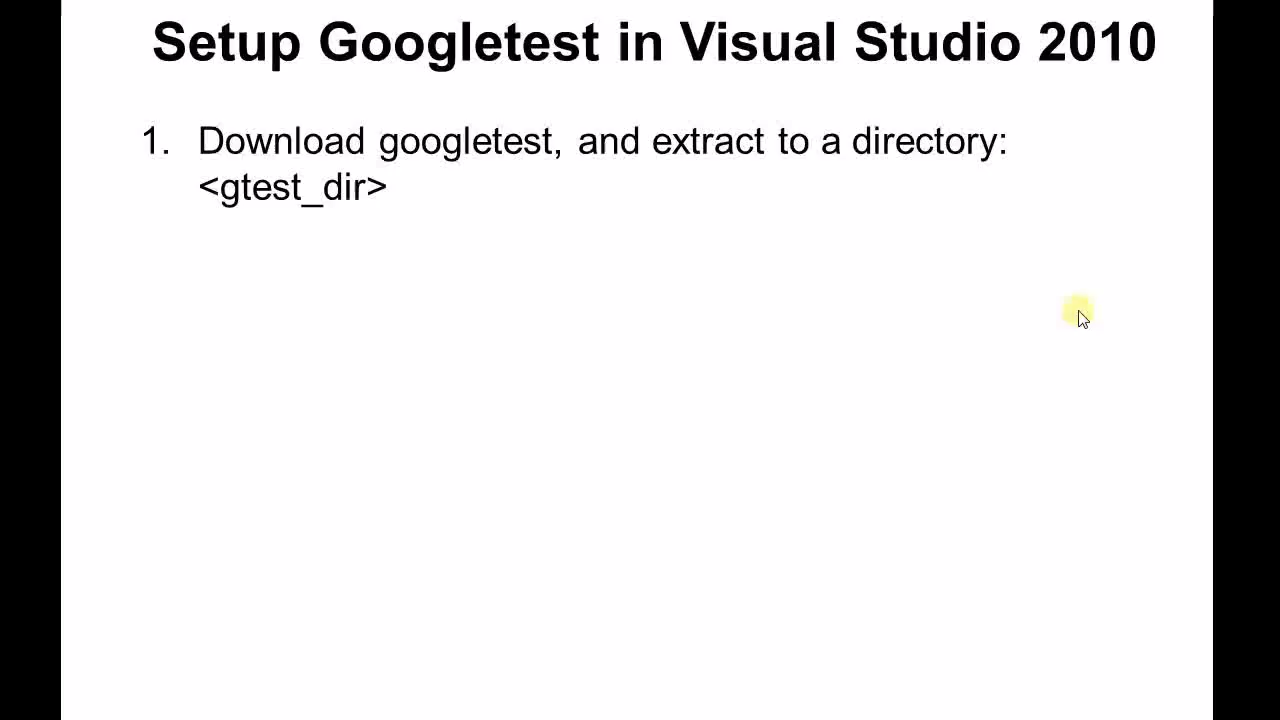 Setup Googletest in Visual Studio 2010
1. Download googletest, and extract to a directory:
<gtest_dir>